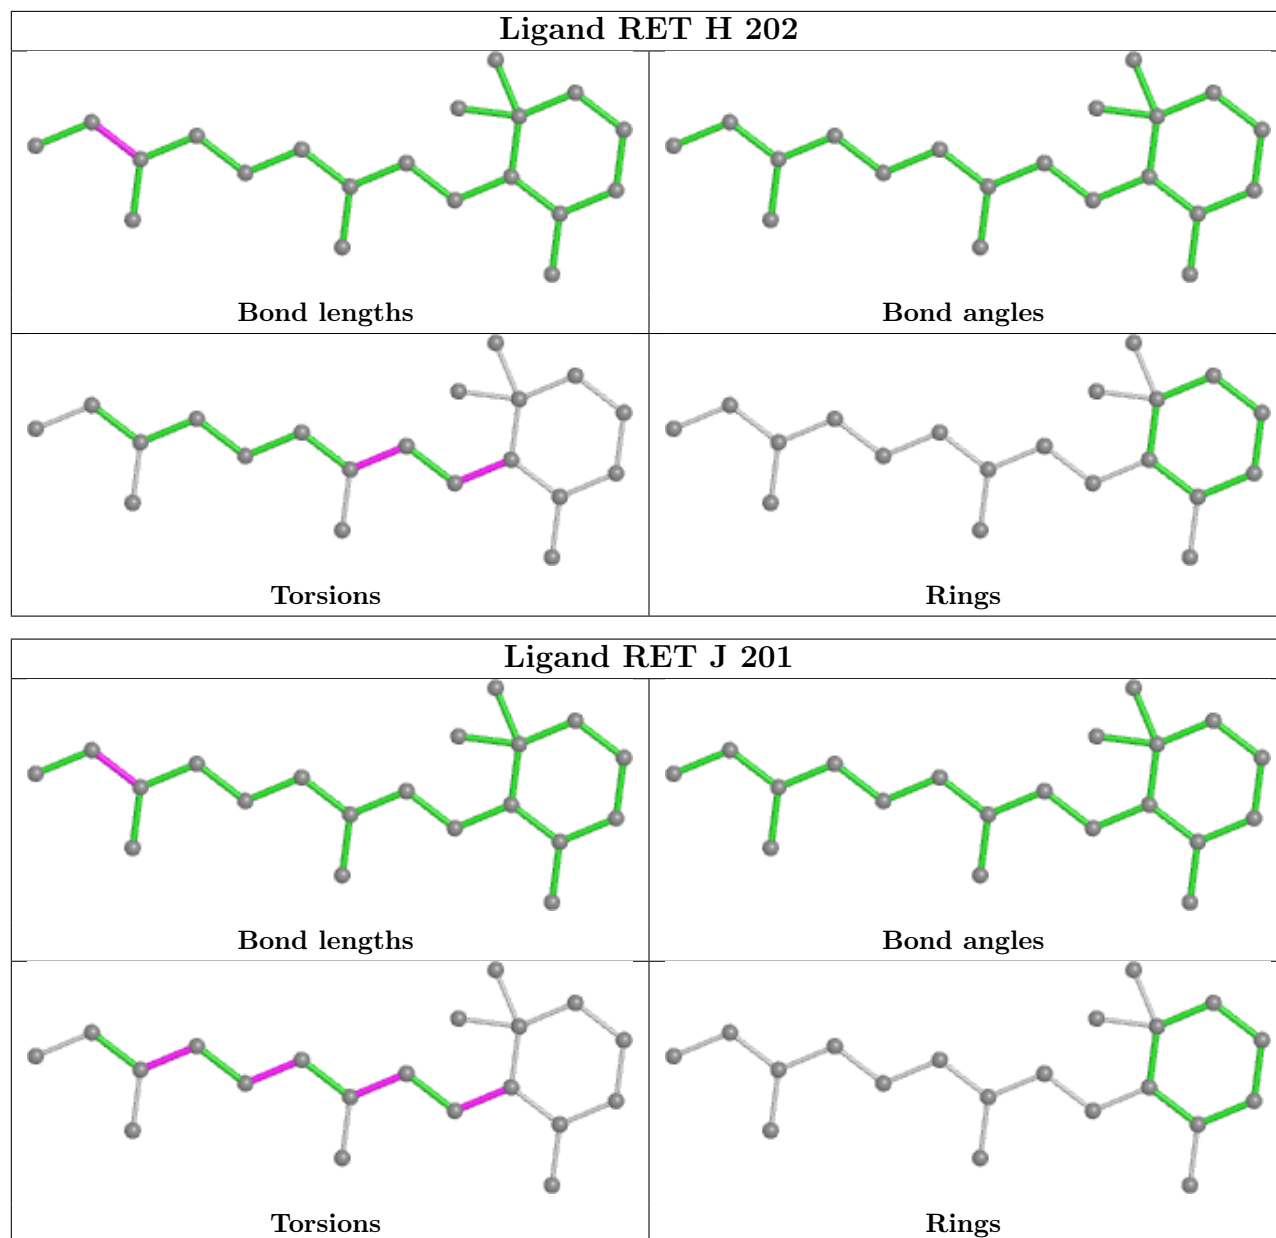 Ligand RET H 202
Bond lengths
Bond angles
Torsions
Rings
Ligand RET J 201
Bond lengths
Bond angles
Torsions
Rings